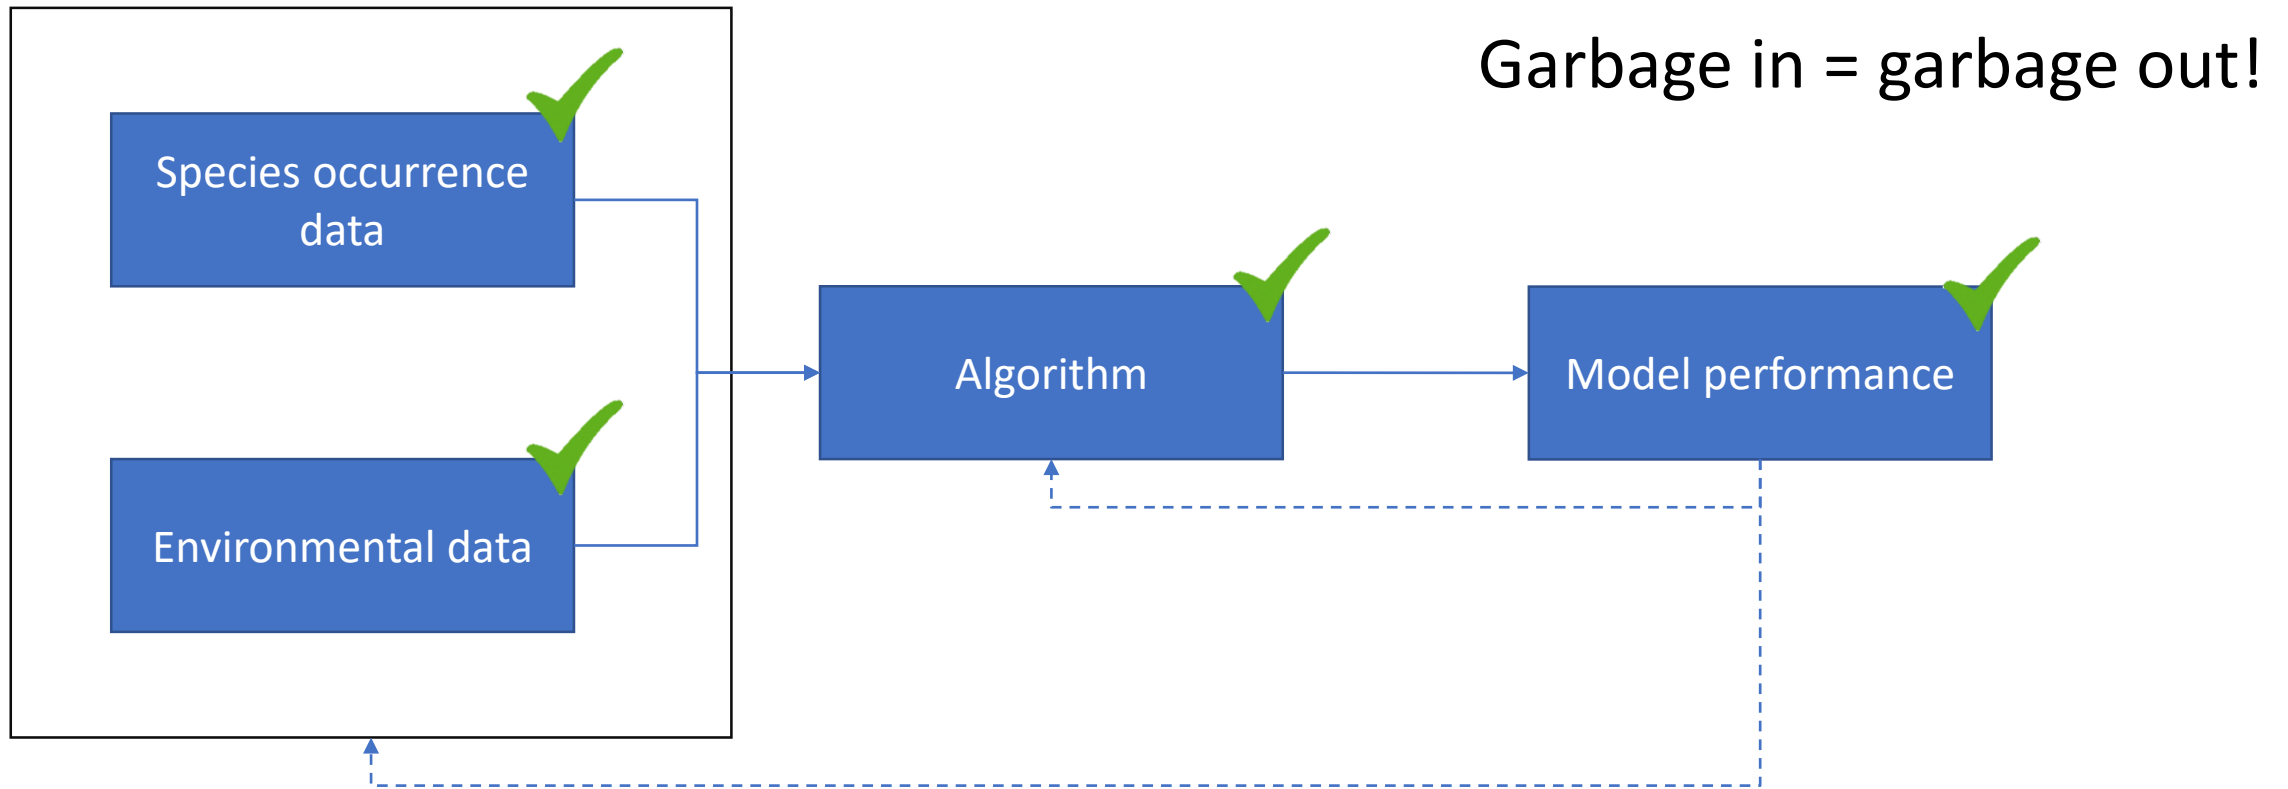 Garbage in = garbage out!
Species occurrence
data
Algorithm
Model performance
Environmental data